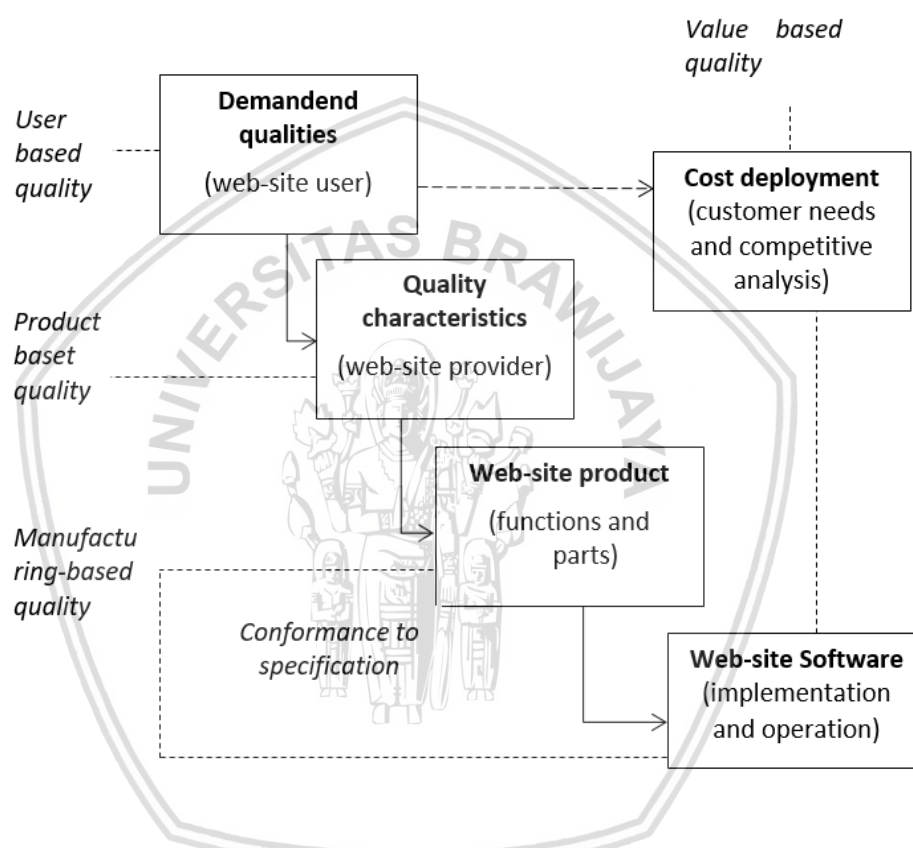 Value based
quality
Demandend
qualities
(web-site user)
User
based
quality
Cost deployment
(customer needs
and competitive
analysis)
UNIVERSITAS BRAWIJAYA
Quality
characteristics
(web-site provider)
Product
baset
quality
Web-site product
(functions and
parts)
Manufactu
ring-based
quality
Conformance to
specification
Web-site Software
(implementation
and operation)